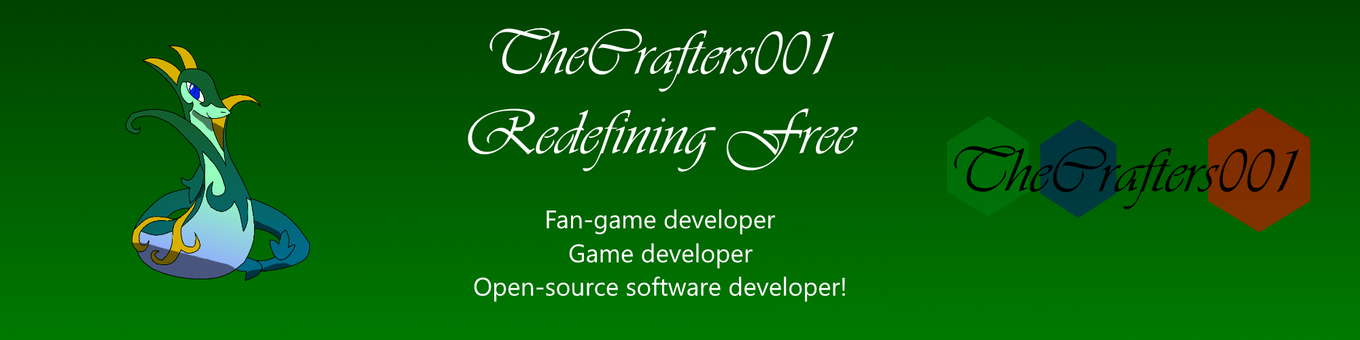 TheCrafters001
Redefining Free
Fan-game developer
Game developer
Open-source software developer!
TheCrafters001